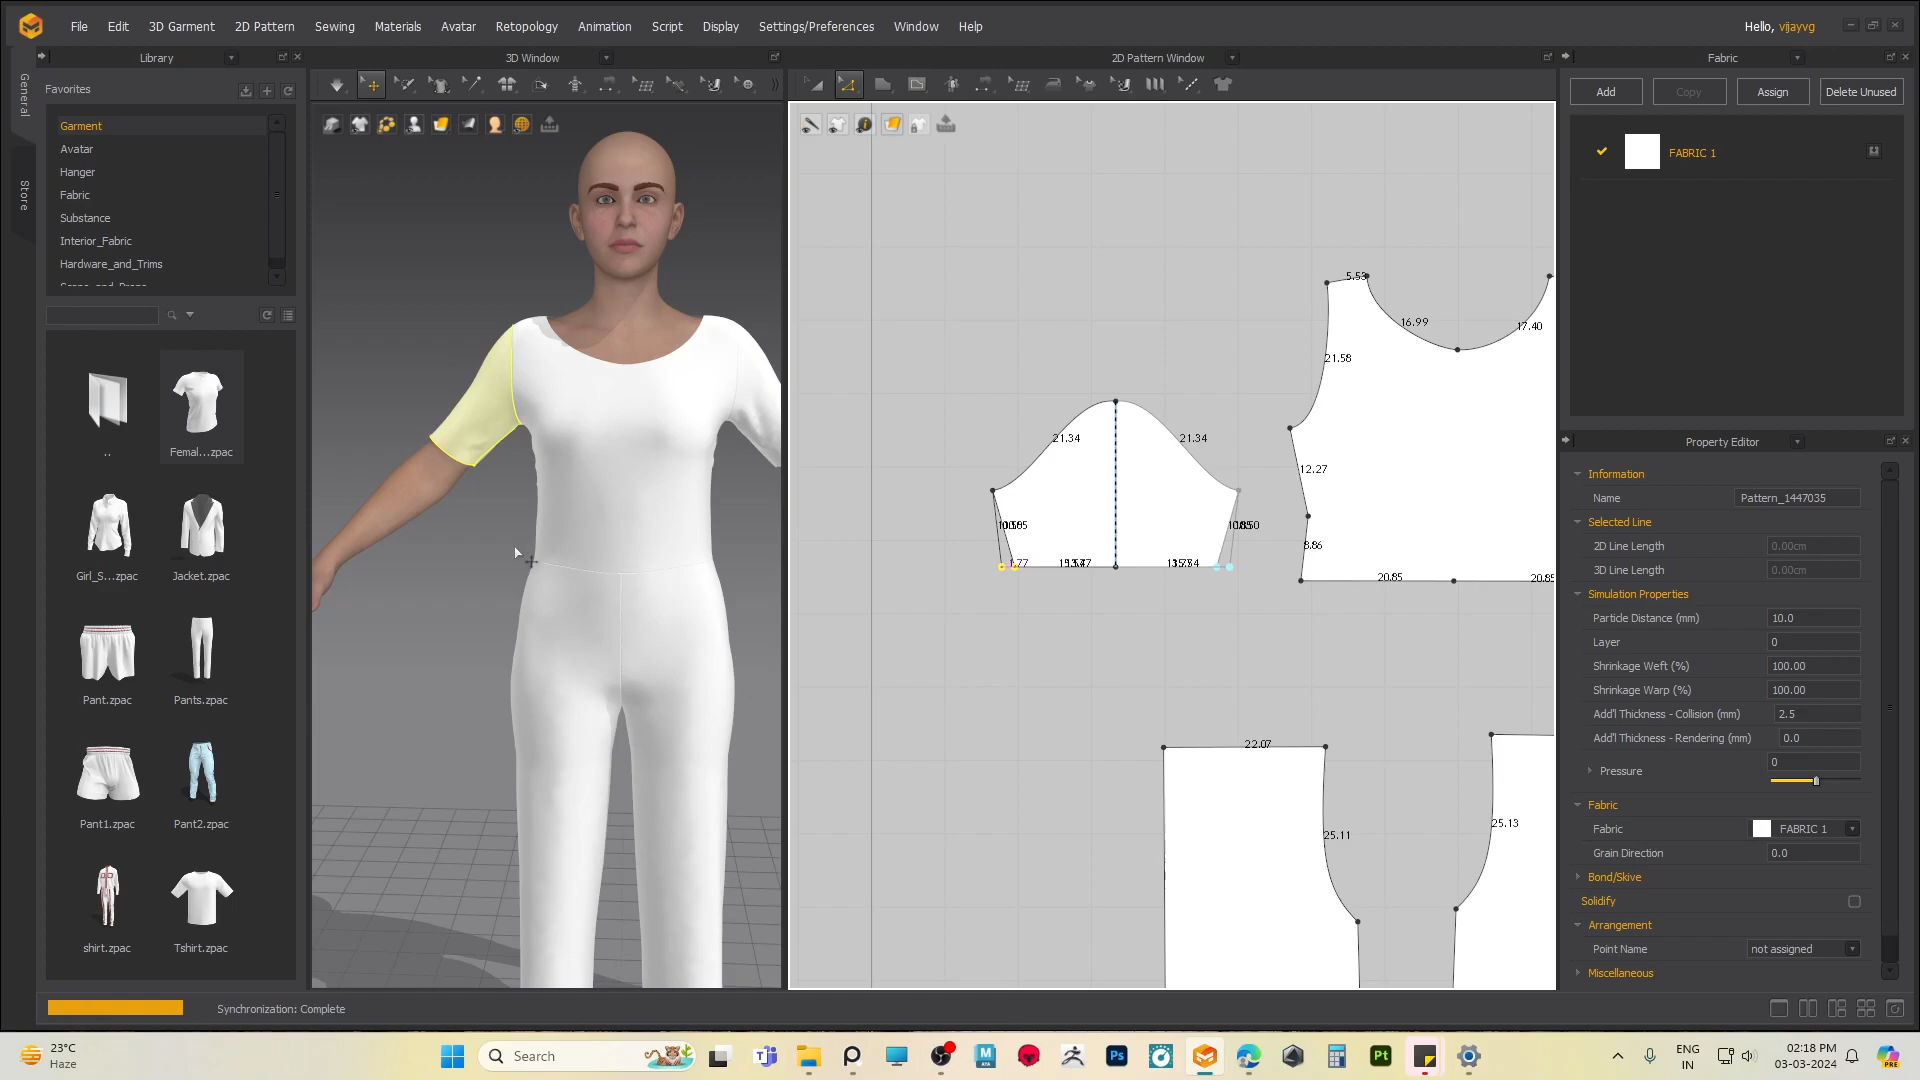 File Edit 3D Garment 2D Pattern Sewing Materials Avatar Retopology Animation Script Display Settings/Preferences Window Help
Hello, vijayvg
General
Store
Library
Favorites
Garment
Avatar
Hanger
Fabric
Substance
Interior_Fabric
Hardware_and_Trims
..
Femal...zpac
Girl_S...zpac
Jacket.zpac
Pant.zpac
Pants.zpac
Pant1.zpac
Pant2.zpac
shirt.zpac
Tshirt.zpac
3D Window
2D Pattern Window
5.53
16.99
17.40
21.58
12.27
8.86
20.85
20.85
21.34
21.34
1.77
22.07
25.11
25.13
Fabric
Add
Copy
Assign
Delete Unused
FABRIC 1
Property Editor
Information
Name Pattern_1447035
Selected Line
2D Line Length 0.00cm
3D Line Length 0.00cm
Simulation Properties
Particle Distance (mm) 10.0
Layer 0
Shrinkage Weft (%) 100.00
Shrinkage Warp (%) 100.00
Add'l Thickness - Collision (mm) 2.5
Add'l Thickness - Rendering (mm) 0.0
Pressure 0
Fabric
Fabric FABRIC 1
Grain Direction 0.0
Bond/Skive
Solidify
Arrangement
Point Name not assigned
Miscellaneous
Synchronization: Complete
23°C
Haze
Search
ENG
IN
02:18 PM
03-03-2024